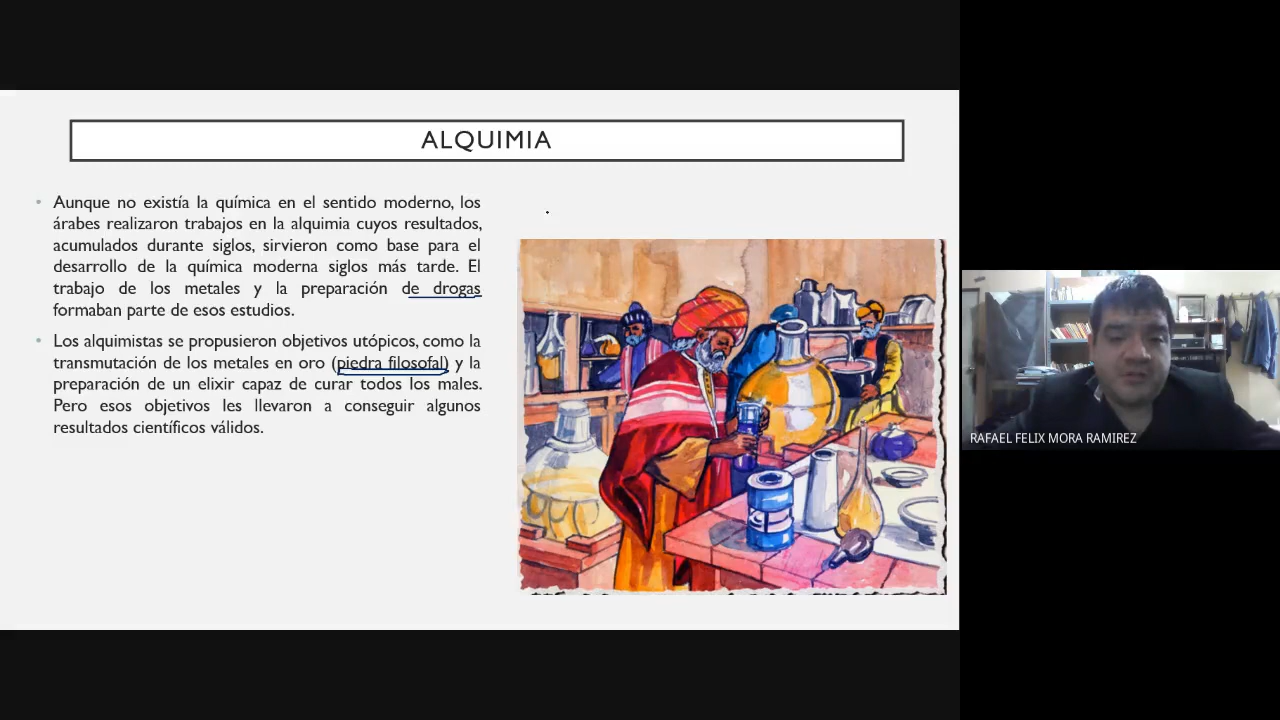 ALQUIMIA
Aunque no existía la química en el sentido moderno, los
árabes realizaron trabajos en la alquimia cuyos resultados,
acumulados durante siglos, sirvieron como base para el
desarrollo de la química moderna siglos más tarde. El
trabajo de los metales y la preparación de drogas
formaban parte de esos estudios.
Los alquimistas se propusieron objetivos utópicos, como la
transmutación de los metales en oro (piedra filosofal) y la
preparación de un elixir capaz de curar todos los males.
Pero esos objetivos les llevaron a conseguir algunos
resultados científicos válidos.
RAFAEL FELIX MORA RAMIREZ